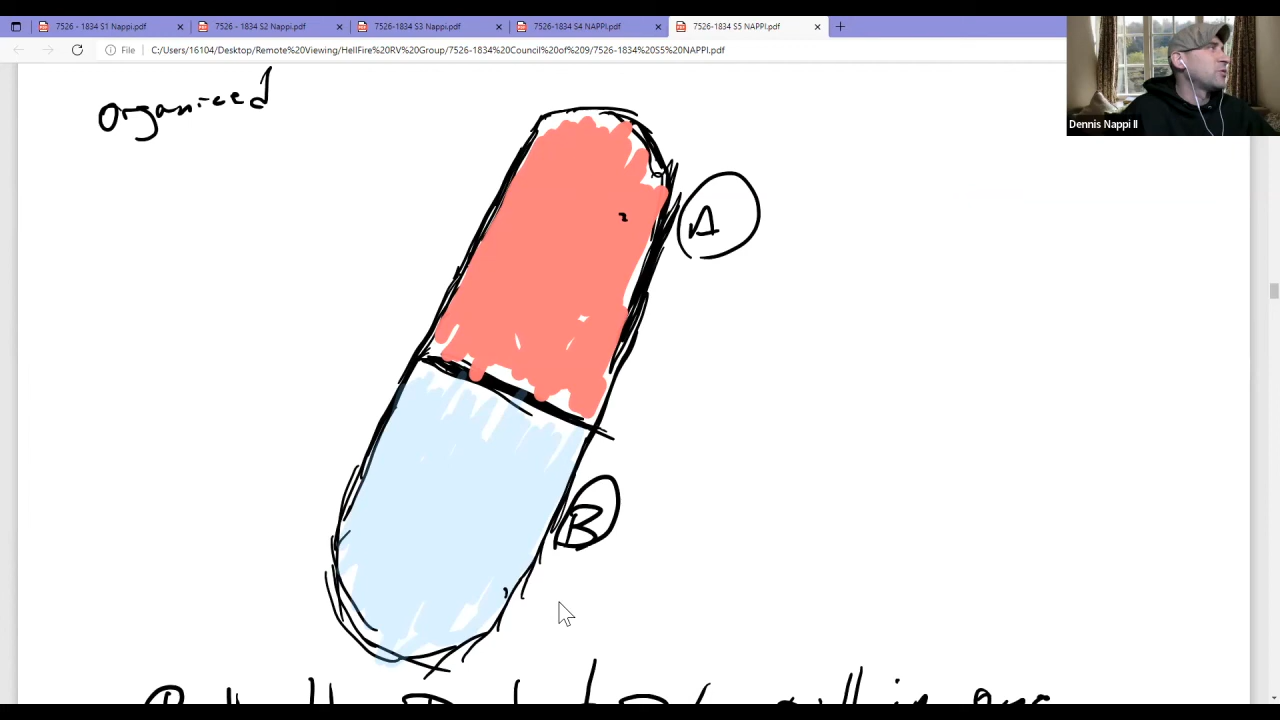 7526 - 1834 S1 Nappi.pdf
7526 - 1834 S2 Nappi.pdf
7526-1834 S3 Nappi.pdf
7526-1834 S4 NAPPI.pdf
7526-1834 S5 NAPPI.pdf
File
C:/Users/16104/Desktop/Remote%20Viewing/HellFire%20RV%20Group/7526-1834%20Council%20of%209/7526-1834%20S5%20NAPPI.pdf
Dennis Nappi II
Organized
A
B